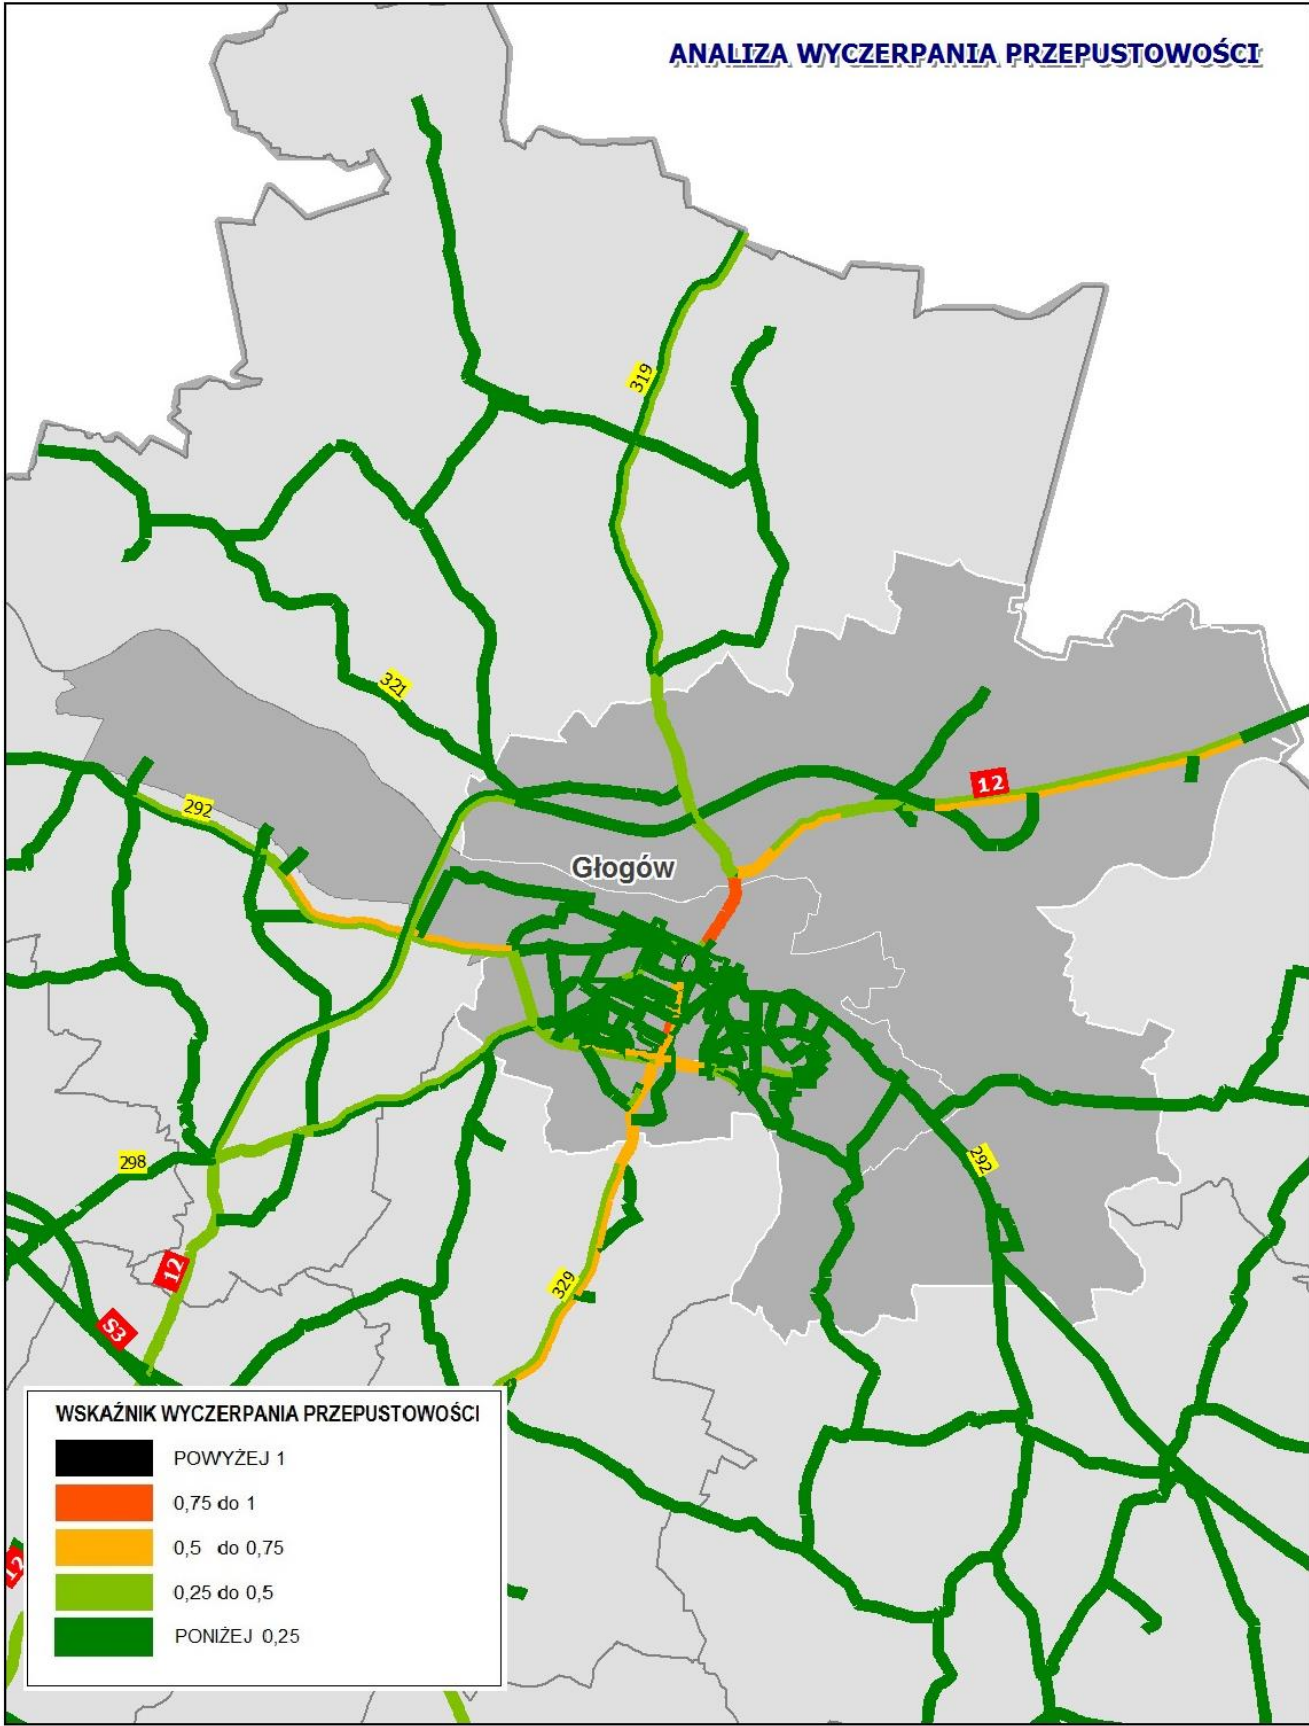 ANALIZA WYCZERPANIA PRZEPUSTOWOŚCI
319
321
12
292
Głogów
298
292
12
329
S3
WSKAŹNIK WYCZERPANIA PRZEPUSTOWOŚCI
POWYŻEJ 1
0,75 do 1
0,5 do 0,75
0,25 do 0,5
PONIŻEJ 0,25
12